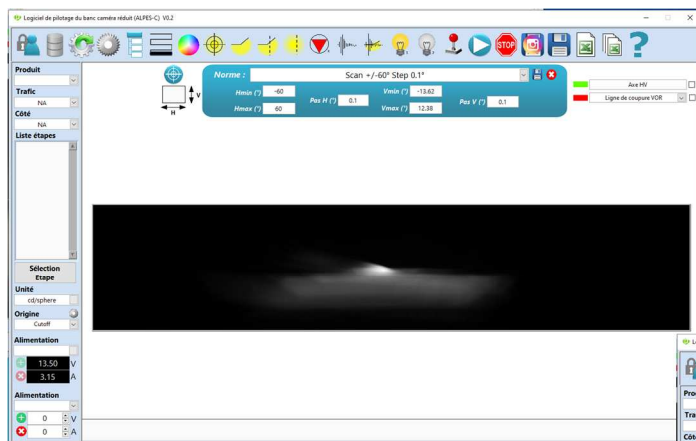 Logiciel de pilotage du banc caméra réduit (ALPES-C) V0.2
STOP
?
Produit
Trafic
NA
Côté
NA
Liste étapes
Sélection
Etape
Unité
cd/sphere
Origine
Cutoff
Alimentation
13.50 V
3.15 A
Alimentation
0 V
0 A
V
H
Norme : Scan +/-60° Step 0.1°
Hmin (°) -60 Pas H (°) 0.1 Vmin (°) -13.62 Pas V (°) 0.1
Hmax (°) 60 Vmax (°) 12.38
Axe HV
Ligne de coupure VOR
Lo
Pro
Tra
Côt